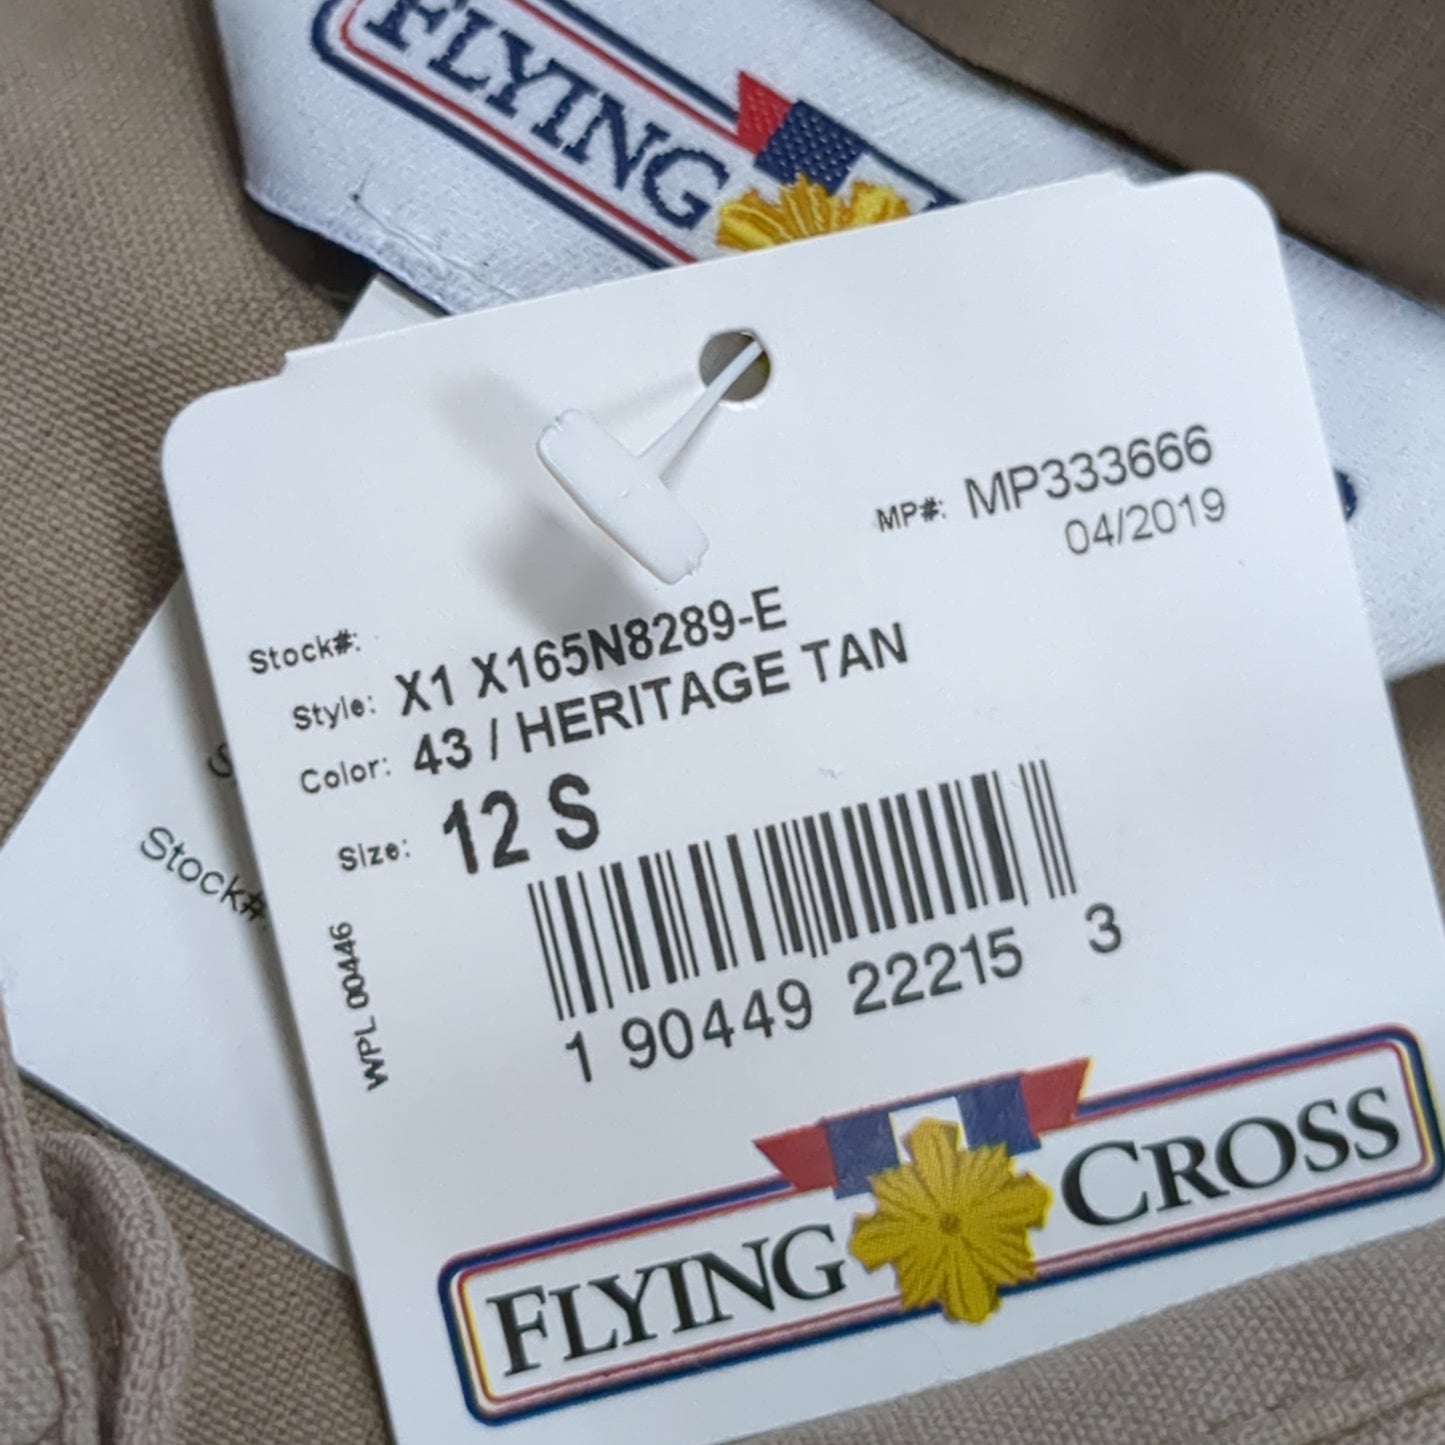 FLYING
MP#: MP333666
04/2019
Stock#:
Style: X1 X165N8289-E
Color: 43 / HERITAGE TAN
Size: 12 S
Stock#:
WPL 00446
1 90449 22215 3
FLYING CROSS